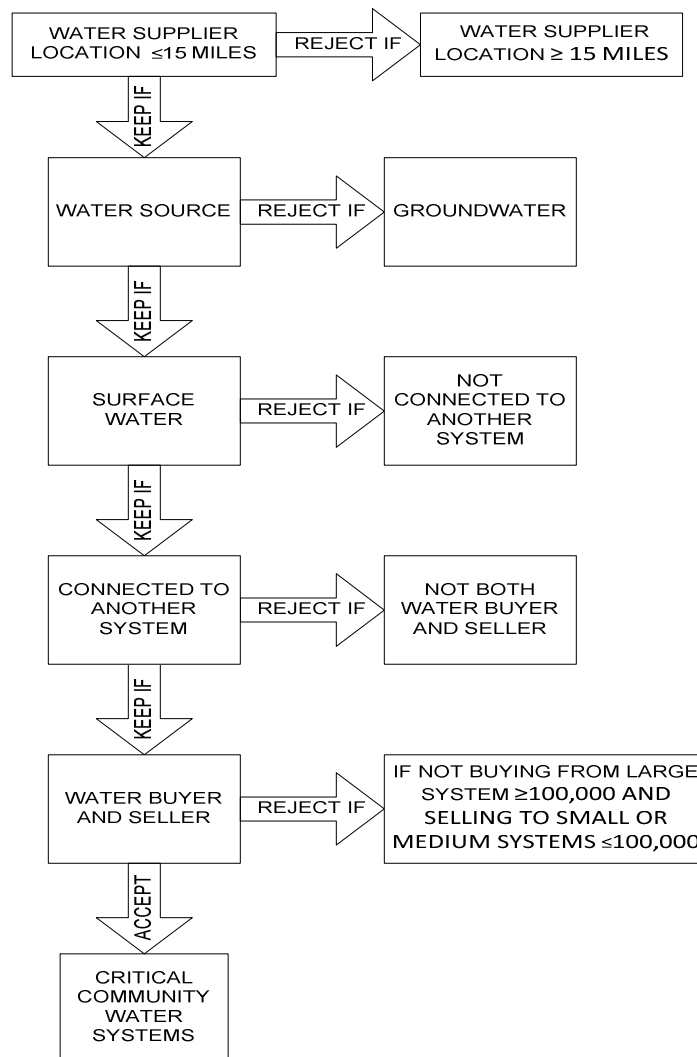 WATER SUPPLIER
LOCATION ≤15 MILES
REJECT IF
WATER SUPPLIER
LOCATION ≥ 15 MILES
KEEP IF
WATER SOURCE
REJECT IF
GROUNDWATER
KEEP IF
SURFACE
WATER
REJECT IF
NOT
CONNECTED TO
ANOTHER
SYSTEM
KEEP IF
CONNECTED TO
ANOTHER
SYSTEM
REJECT IF
NOT BOTH
WATER BUYER
AND SELLER
KEEP IF
WATER BUYER
AND SELLER
REJECT IF
IF NOT BUYING FROM LARGE
SYSTEM ≥100,000 AND
SELLING TO SMALL OR
MEDIUM SYSTEMS ≤100,000
ACCEPT
CRITICAL
COMMUNITY
WATER
SYSTEMS